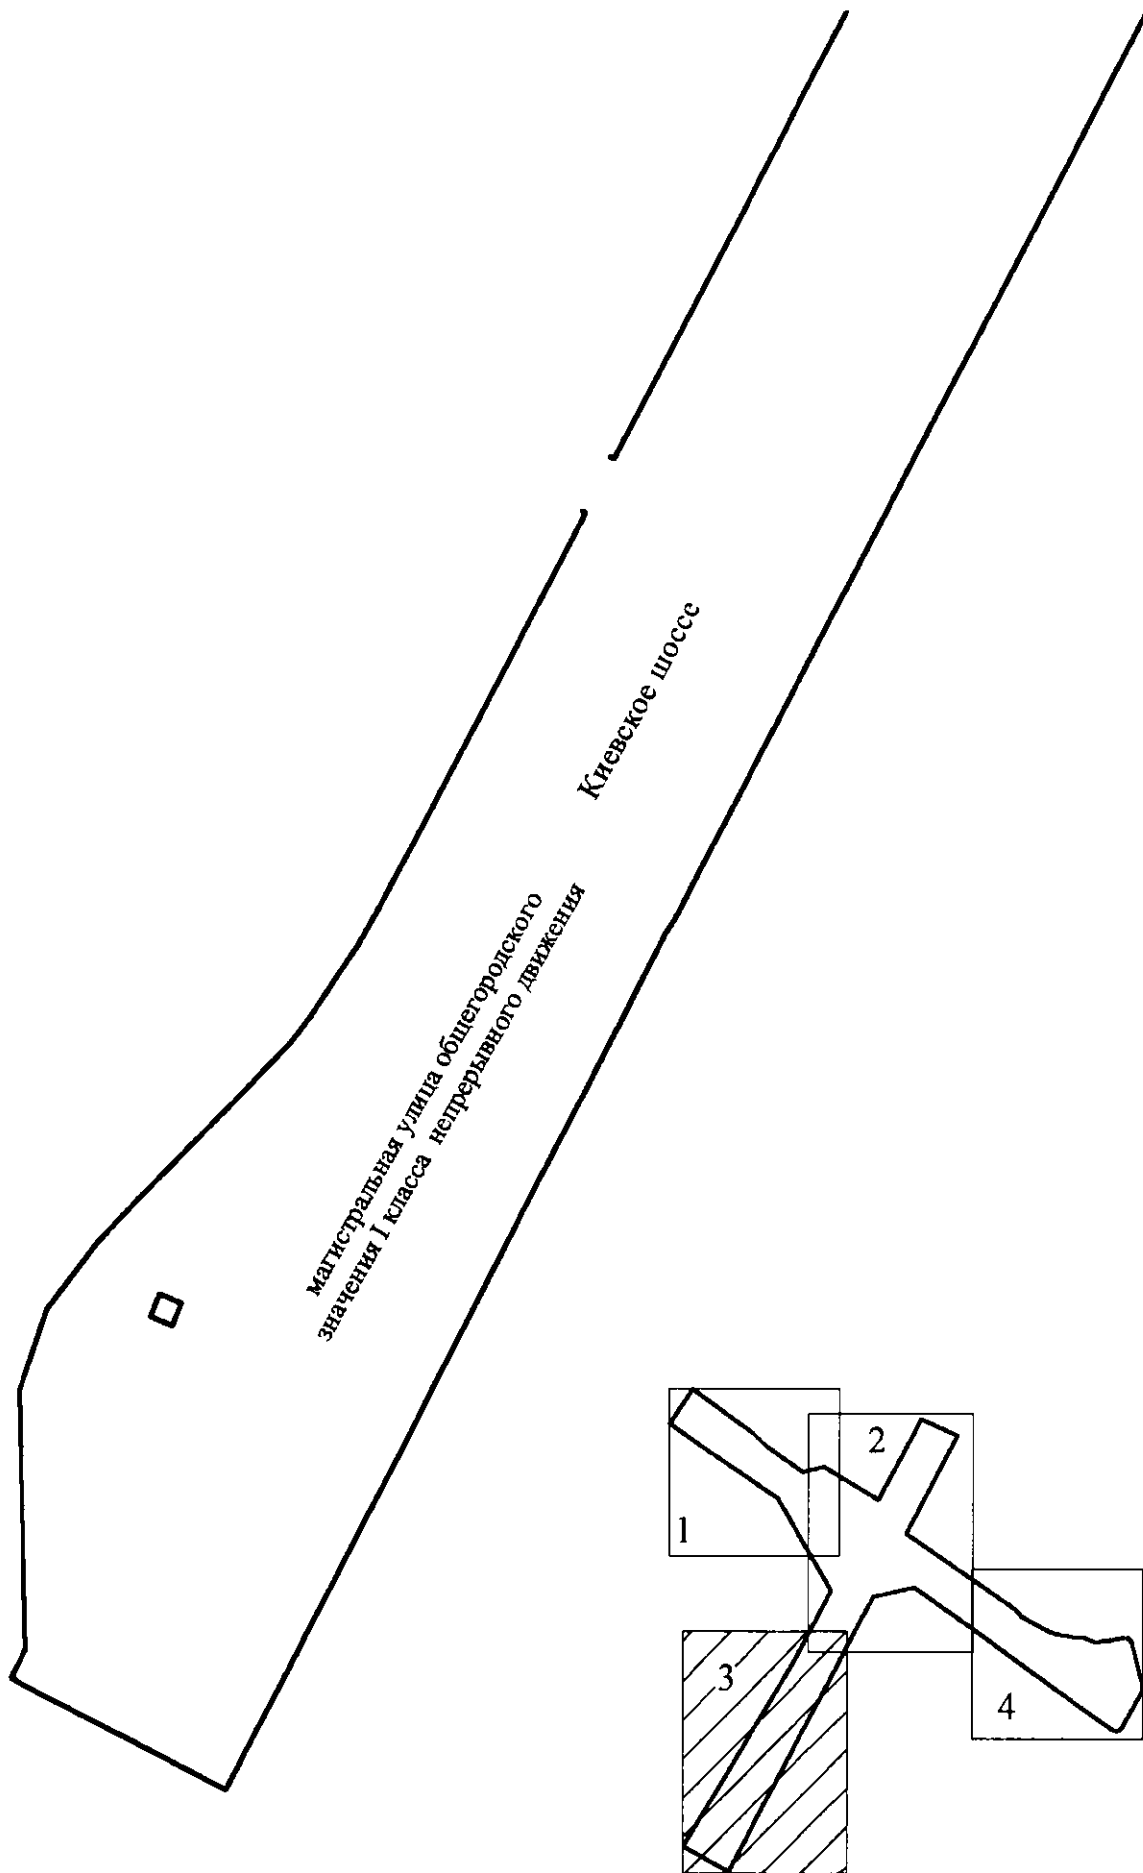 Киевское шоссе
магистральная улица общегородского
значения I класса непрерывного движения
1
2
3
4